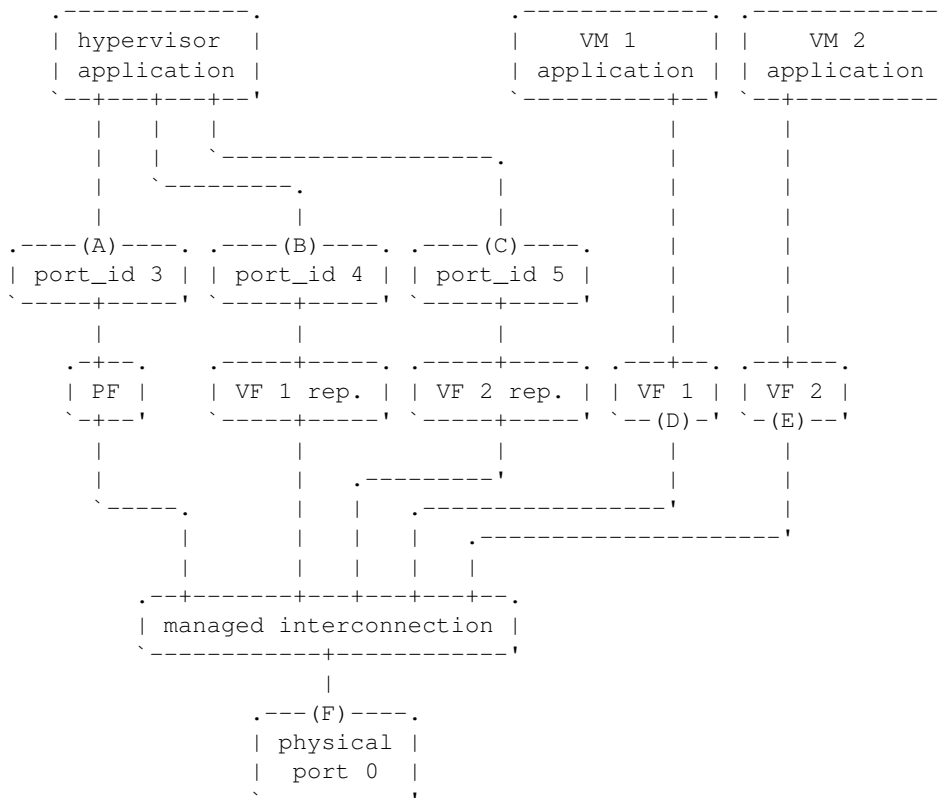 hypervisor VM 1 VM 2
application application application
(A) (B) (C)
port_id 3 port_id 4 port_id 5
PF VF 1 rep. VF 2 rep. VF 1 VF 2
(D) (E)
managed interconnection
(F)
physical
port 0